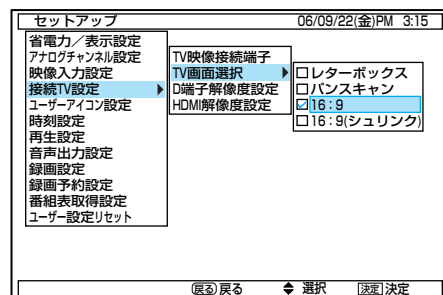 セットアップ 06/09/22(金)PM 3:15
省電力／表示設定
アナログチャンネル設定
映像入力設定
接続TV設定
ユーザーアイコン設定
時刻設定
再生設定
音声出力設定
録画設定
録画予約設定
番組表取得設定
ユーザー設定リセット
TV映像接続端子
TV画面選択
D端子解像度設定
HDMI解像度設定
レターボックス
パンスキャン
16：9
16：9(シュリンク)
戻る 戻る 選択 決定 決定